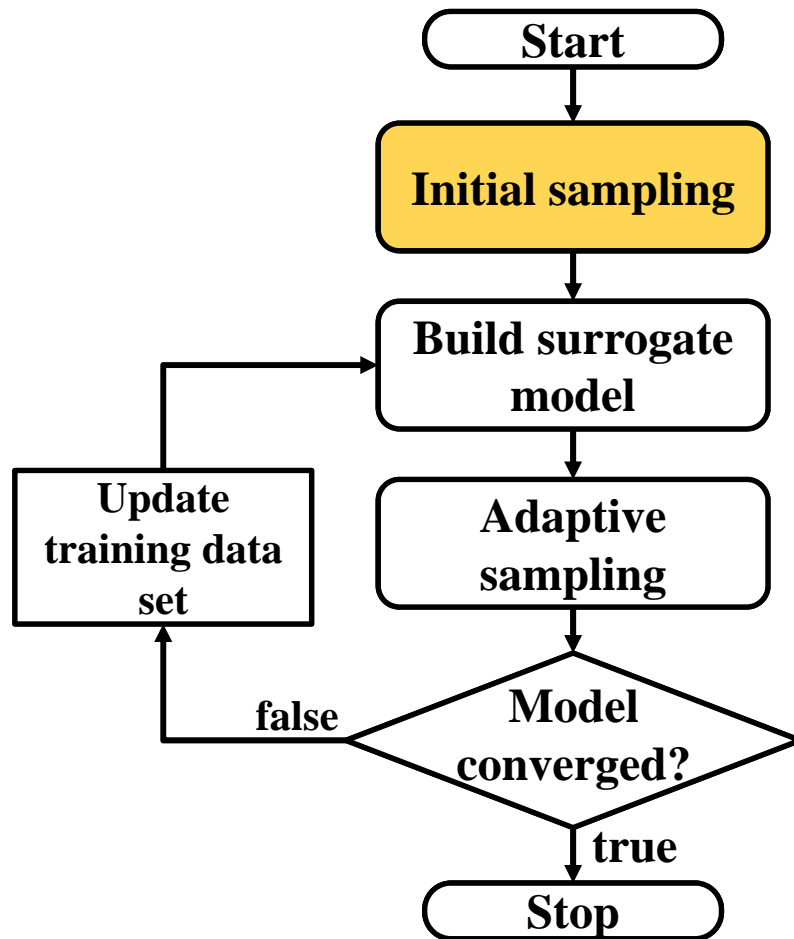 Start
Initial sampling
Build surrogate
model
Adaptive
sampling
Update
training data
set
false
Model
converged?
true
Stop